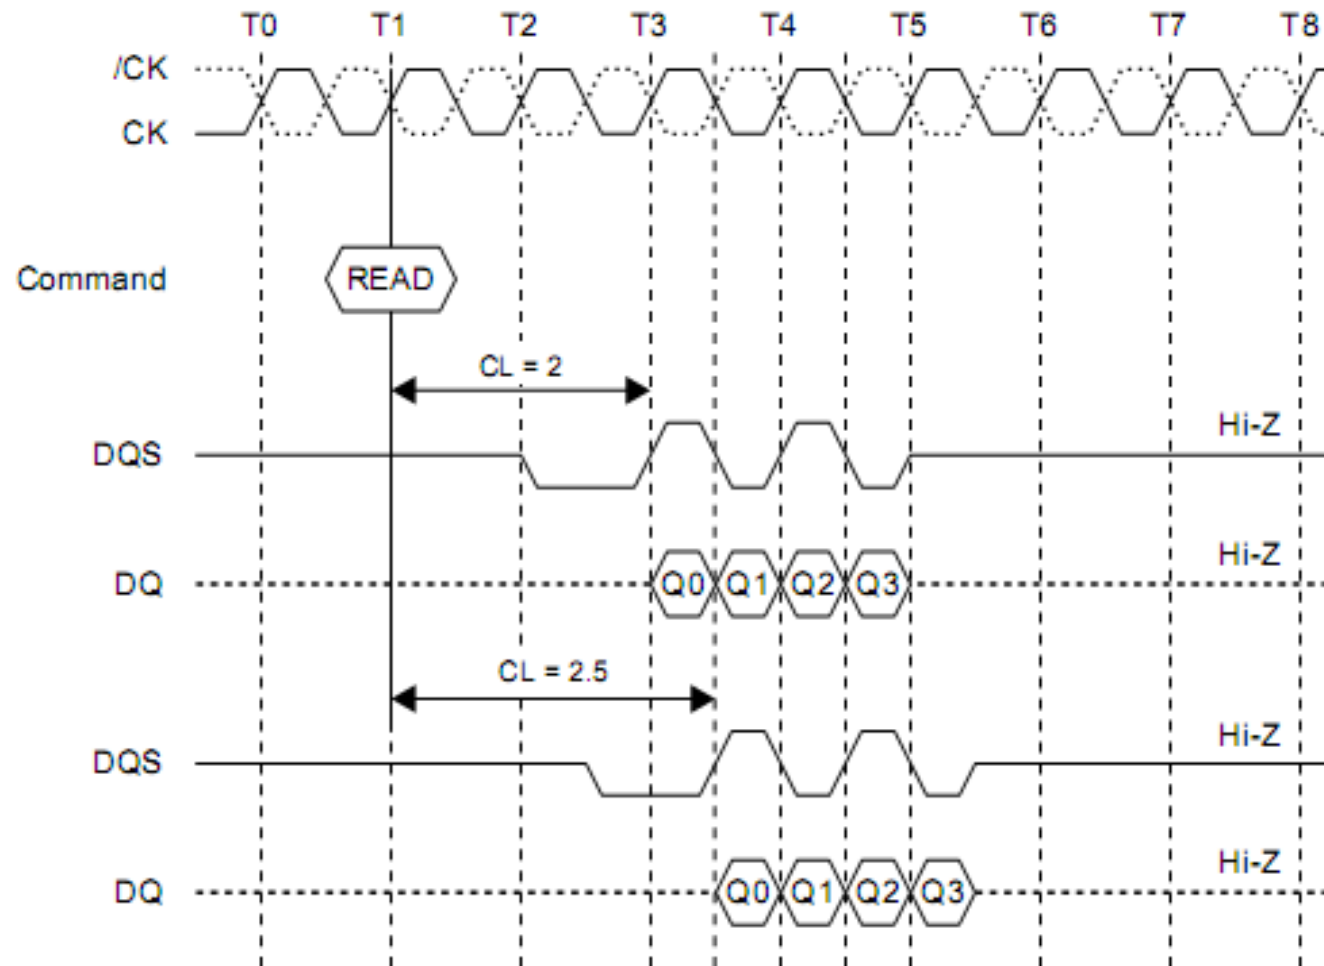 T0 T1 T2 T3 T4 T5 T6 T7 T8
/CK
CK
Command READ
CL = 2
Hi-Z
DQS
Hi-Z
DQ Q0 Q1 Q2 Q3
CL = 2.5
Hi-Z
DQS
Hi-Z
DQ Q0 Q1 Q2 Q3